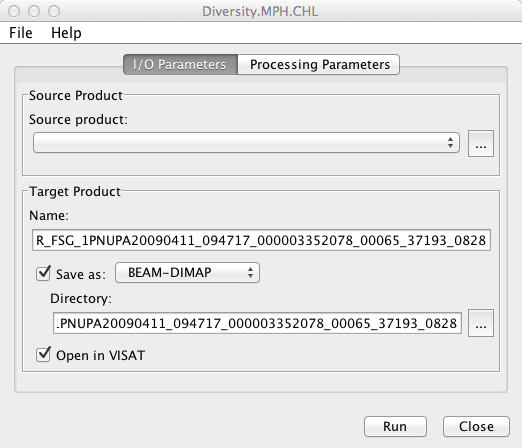 Diversity.MPH.CHL
File Help
I/O Parameters Processing Parameters
Source Product
Source product:
...
Target Product
Name:
R_FSG_1PNUPA20090411_094717_000003352078_00065_37193_0828
Save as: BEAM-DIMAP
Directory:
.PNUPA20090411_094717_000003352078_00065_37193_0828 ...
Open in VISAT
Run Close